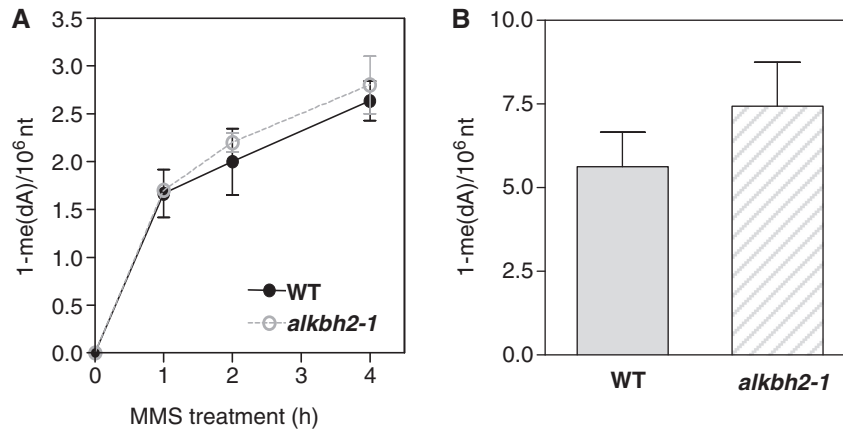 A
1-me(dA)/10⁶ nt
3.5
3.0
2.5
2.0
1.5
1.0
0.5
0.0
0 1 2 3 4
MMS treatment (h)
WT
alkbh2-1
B
1-me(dA)/10⁶ nt
10.0
7.5
5.0
2.5
0.0
WT alkbh2-1